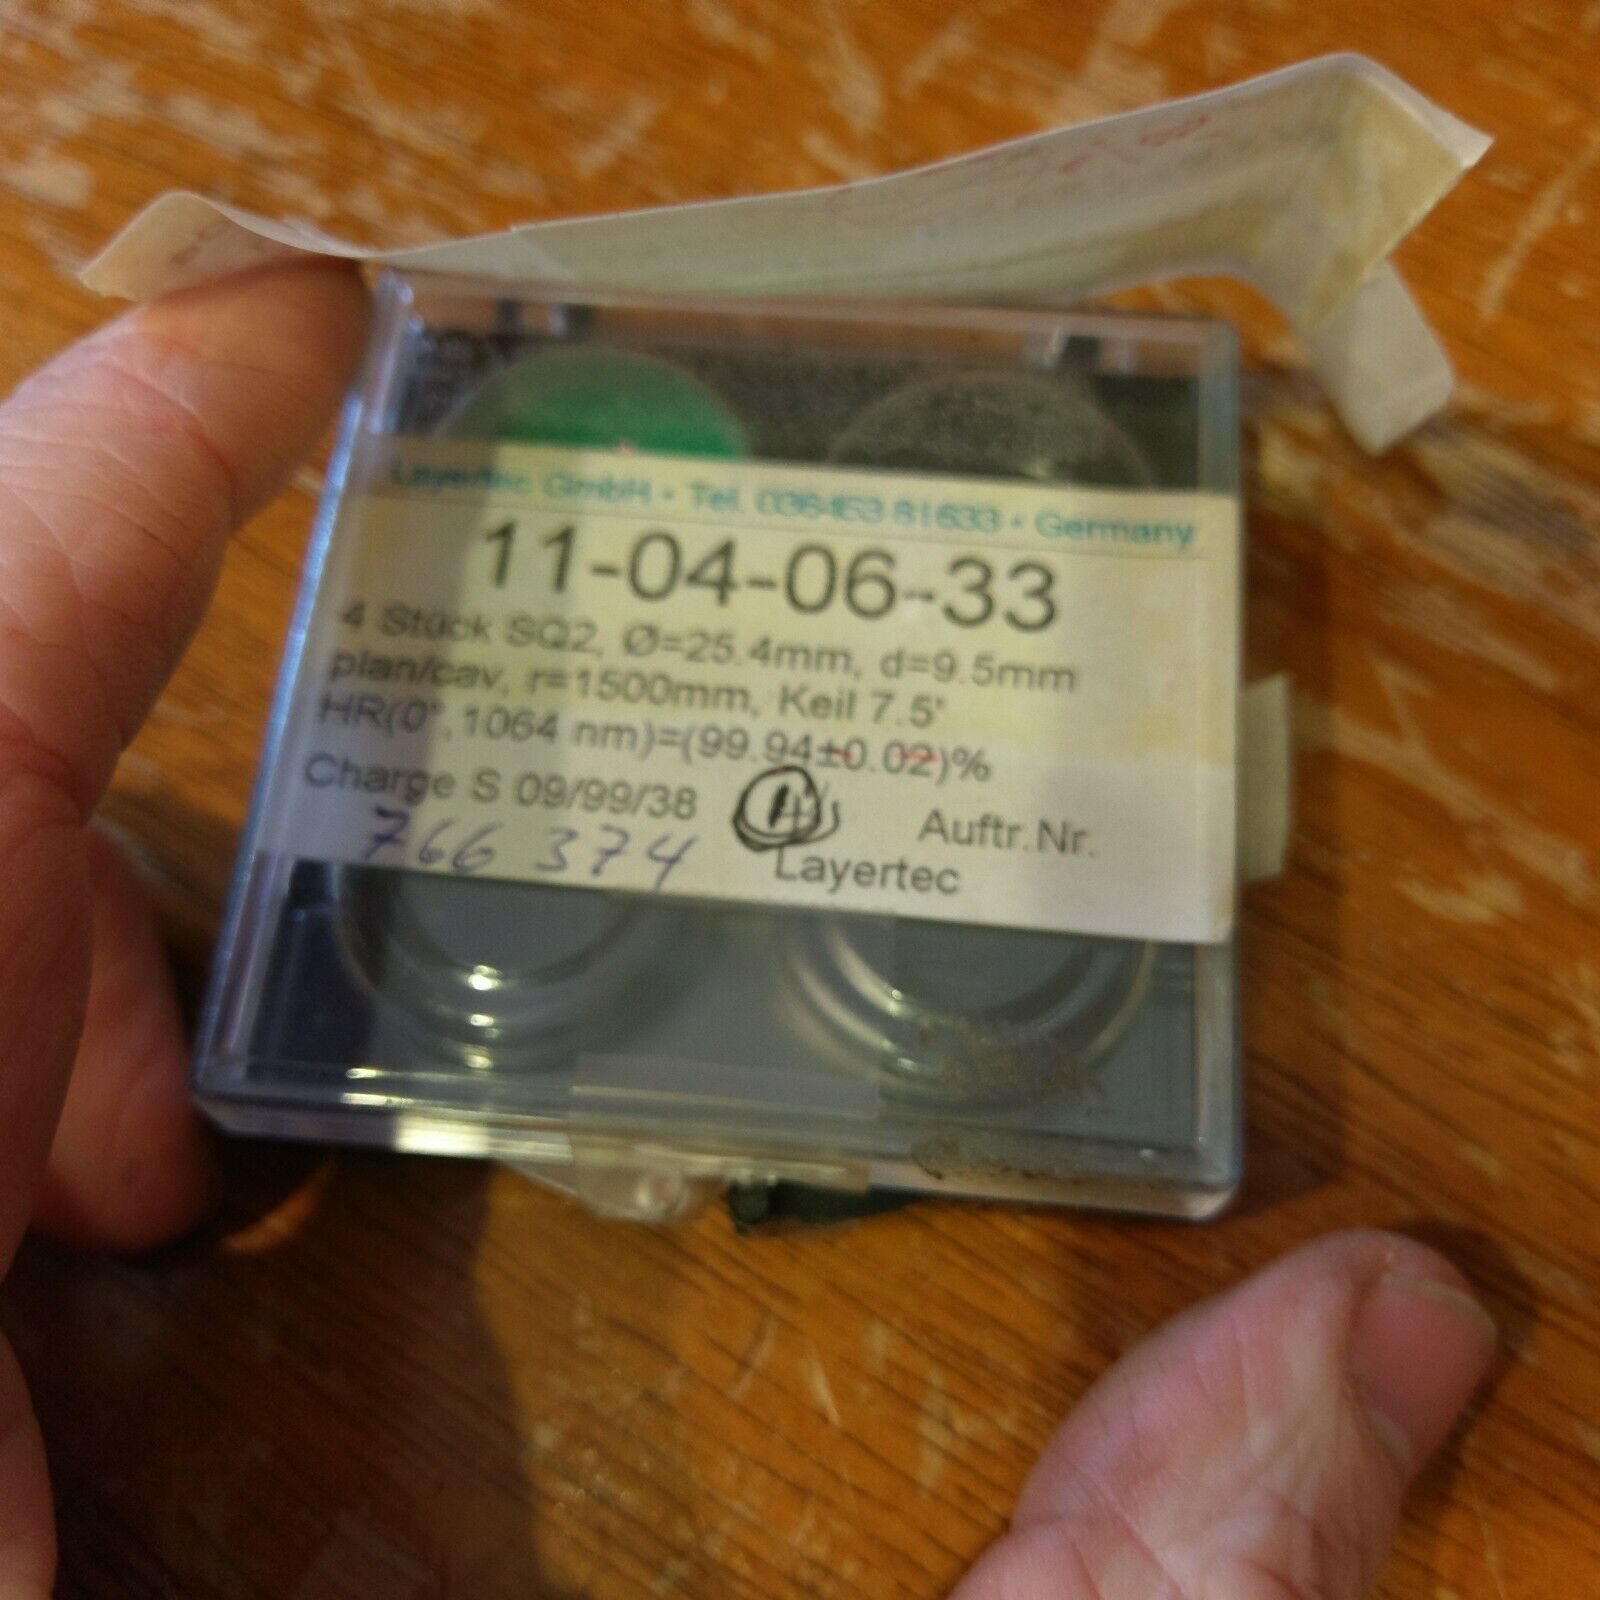 Layertec GmbH • Tel. 036453 81633 • Germany
11-04-06-33
4 Stück SQ2, Ø=25.4mm, d=9.5mm
plan/cav, r=1500mm, Keil 7.5'
HR(0°,1064 nm)=(99.94±0.02)%
Charge S 09/99/38
Auftr.Nr.
766 374
Layertec